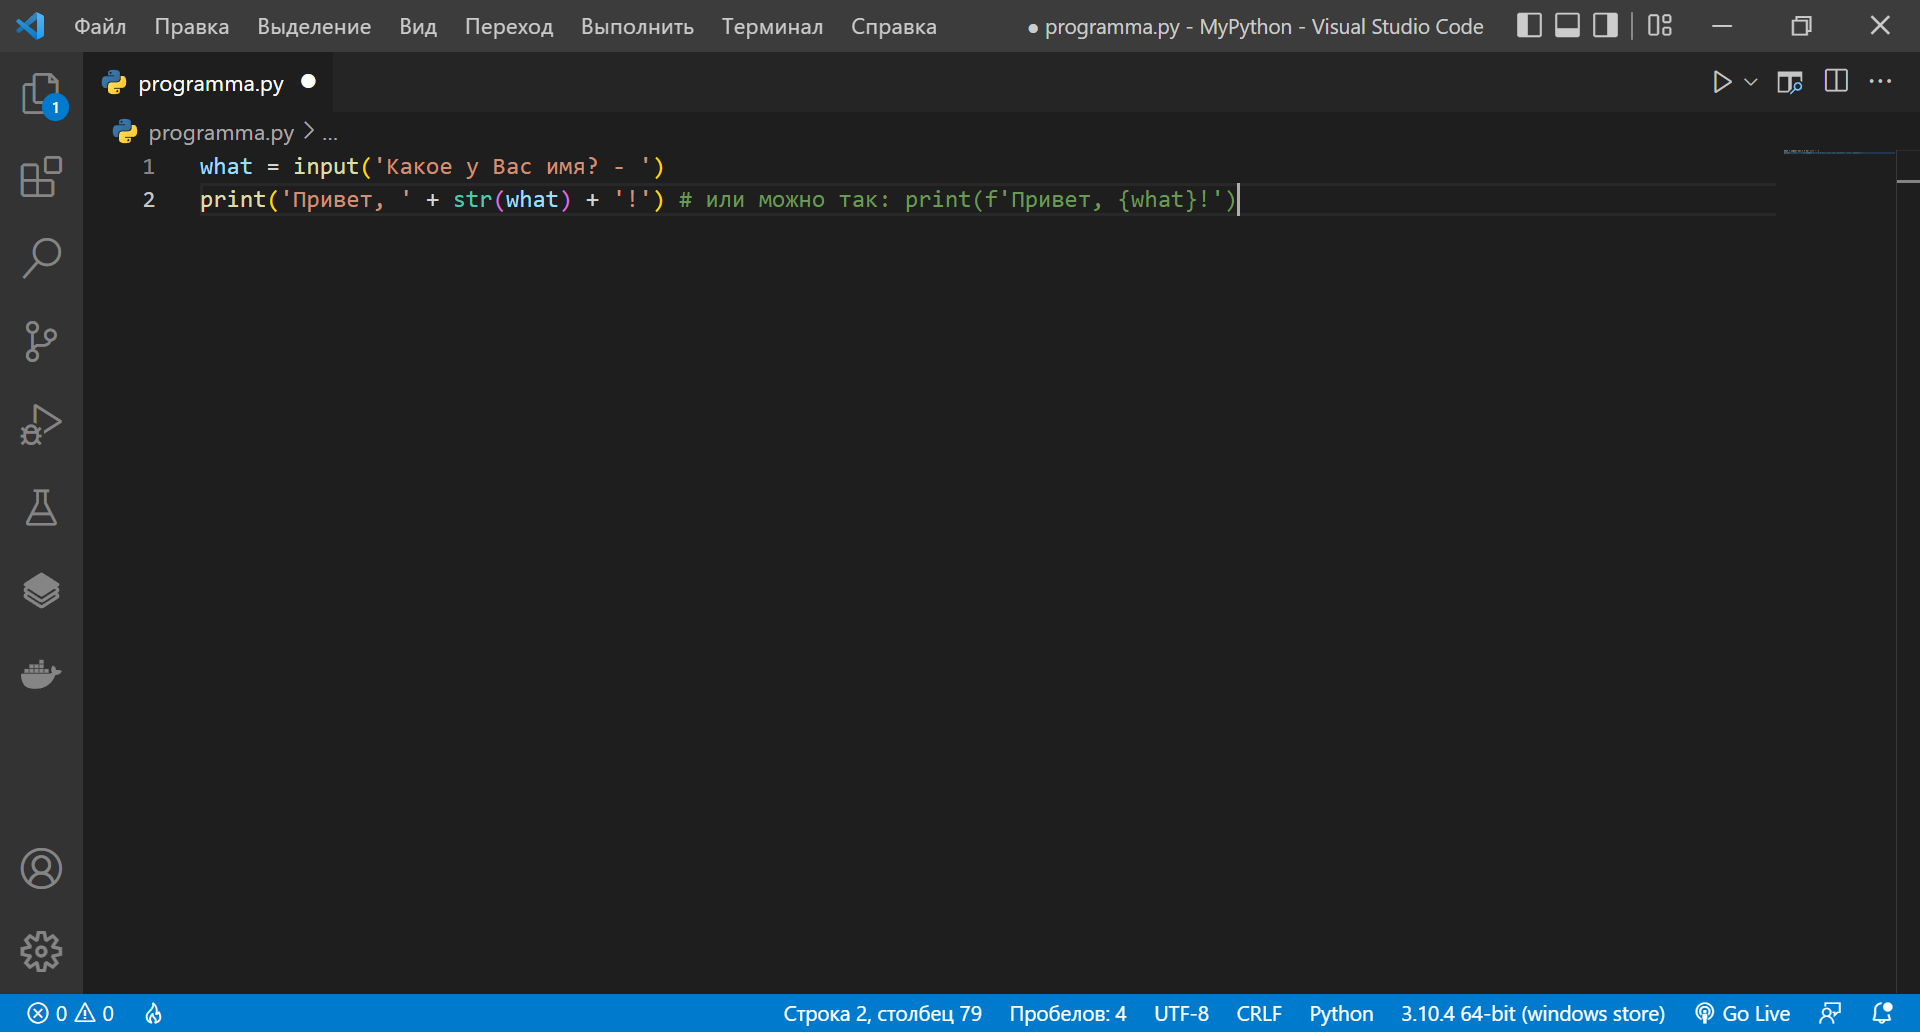 Файл Правка Выделение Вид Переход Выполнить Терминал Справка ● programma.py - MyPython - Visual Studio Code
programma.py ●
1
programma.py > ...
1 what = input('Какое у Вас имя? - ')
2 print('Привет, ' + str(what) + '!') # или можно так: print(f'Привет, {what}!')
0 0 Строка 2, столбец 79 Пробелов: 4 UTF-8 CRLF Python 3.10.4 64-bit (windows store) Go Live